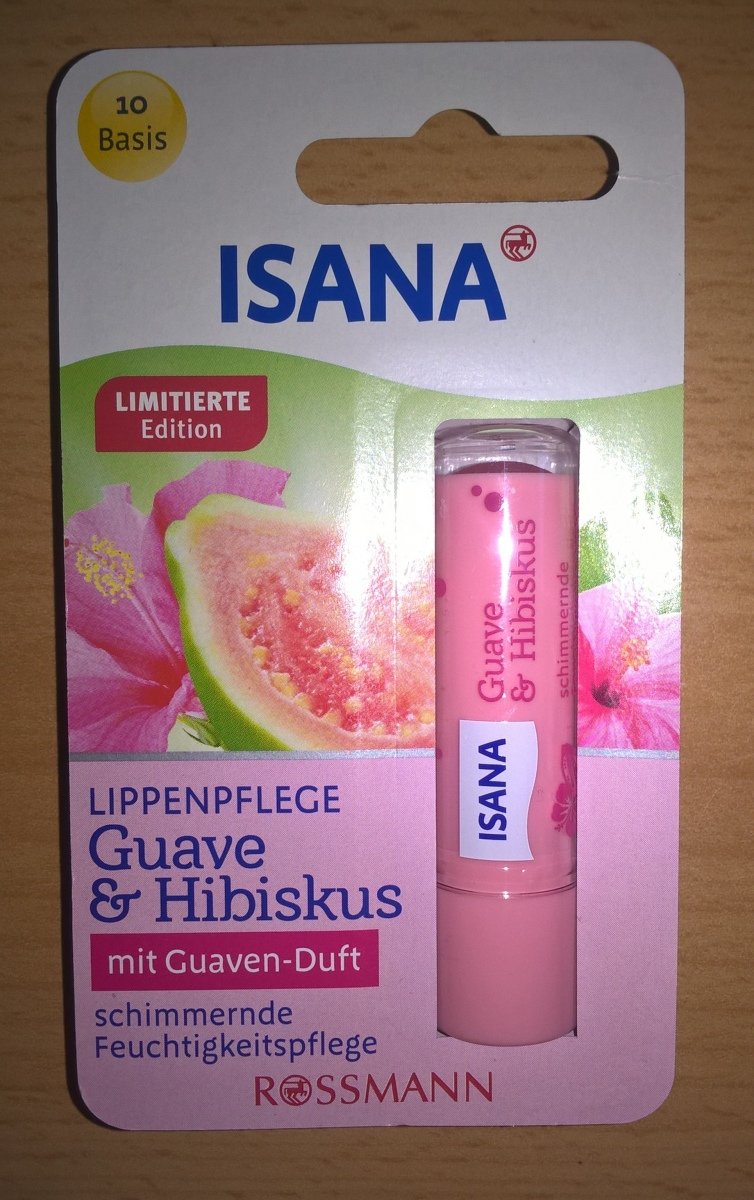 10
Basis
ISANA
LIMITIERTE
Edition
Guave
& Hibiskus
schimmernde
ISANA
LIPPENPFLEGE
Guave
& Hibiskus
mit Guaven-Duft
schimmernde
Feuchtigkeitspflege
ROSSMANN